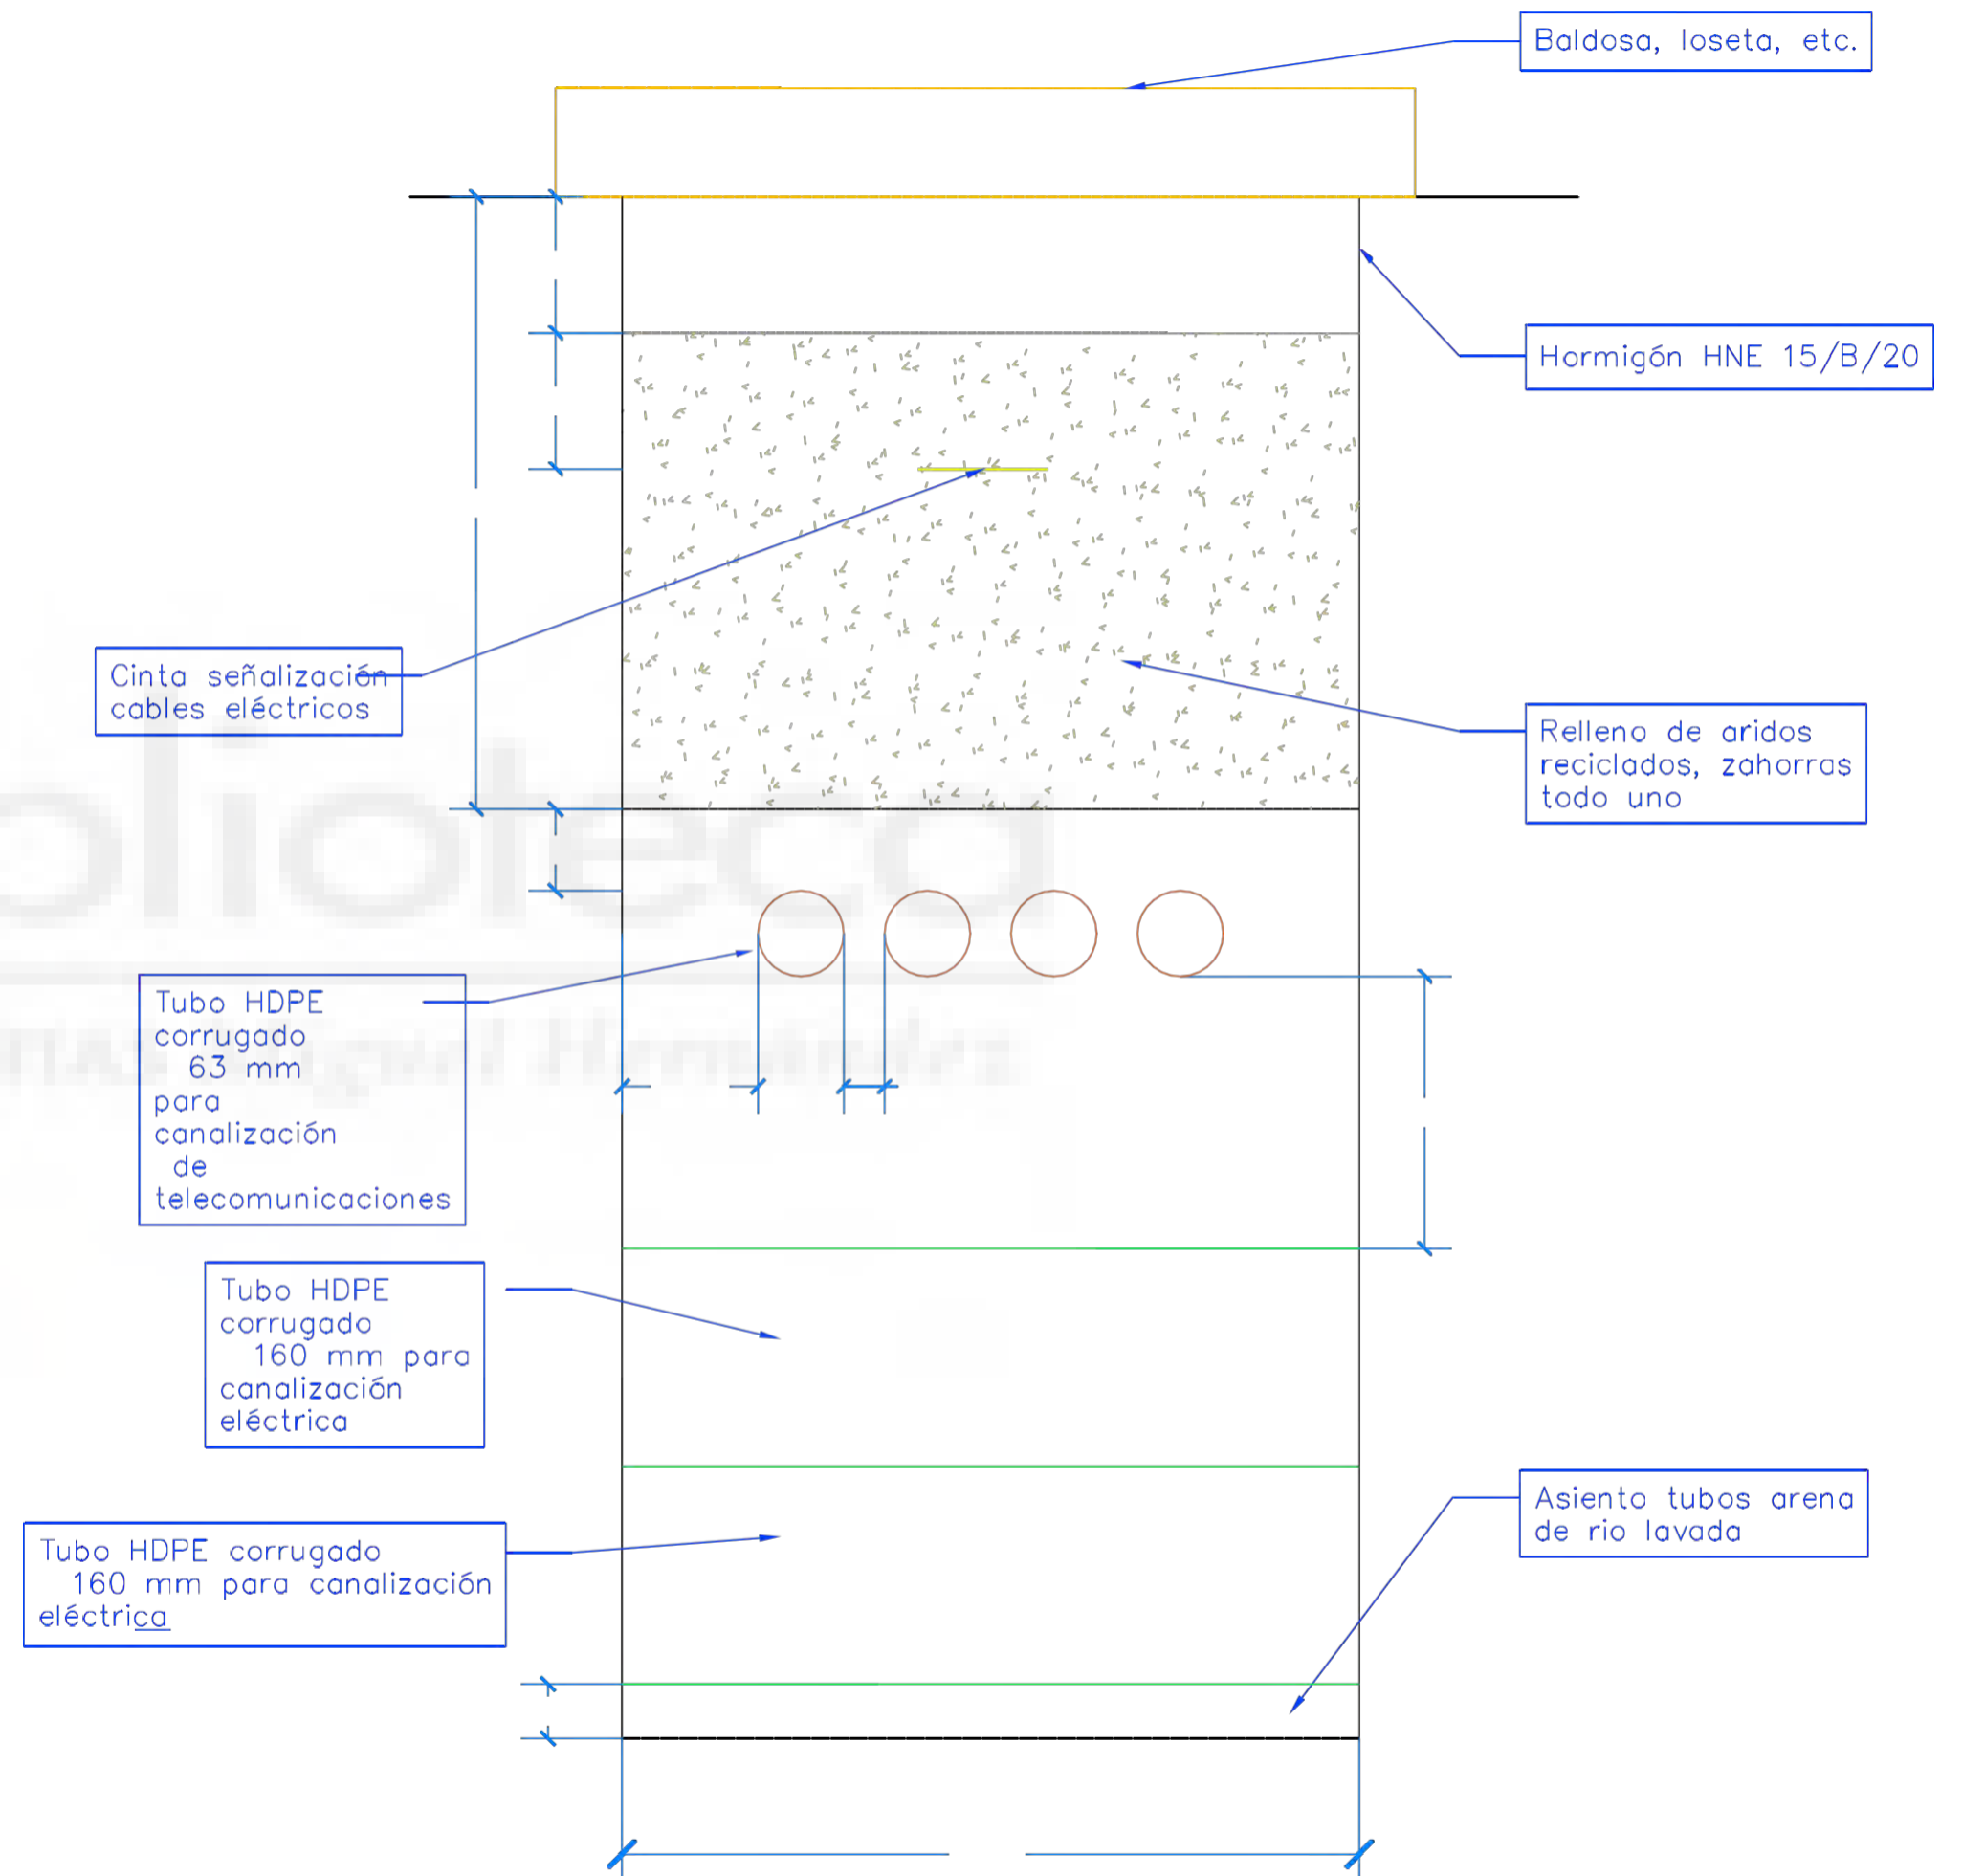 Baldosa, loseta, etc.
Hormigón HNE 15/B/20
Cinta señalización
cables eléctricos
Relleno de aridos
reciclados, zahorras
todo uno
Tubo HDPE
corrugado
63 mm
para
canalización
de
telecomunicaciones
Tubo HDPE
corrugado
160 mm para
canalización
eléctrica
Asiento tubos arena
de rio lavada
Tubo HDPE corrugado
160 mm para canalización
eléctrica